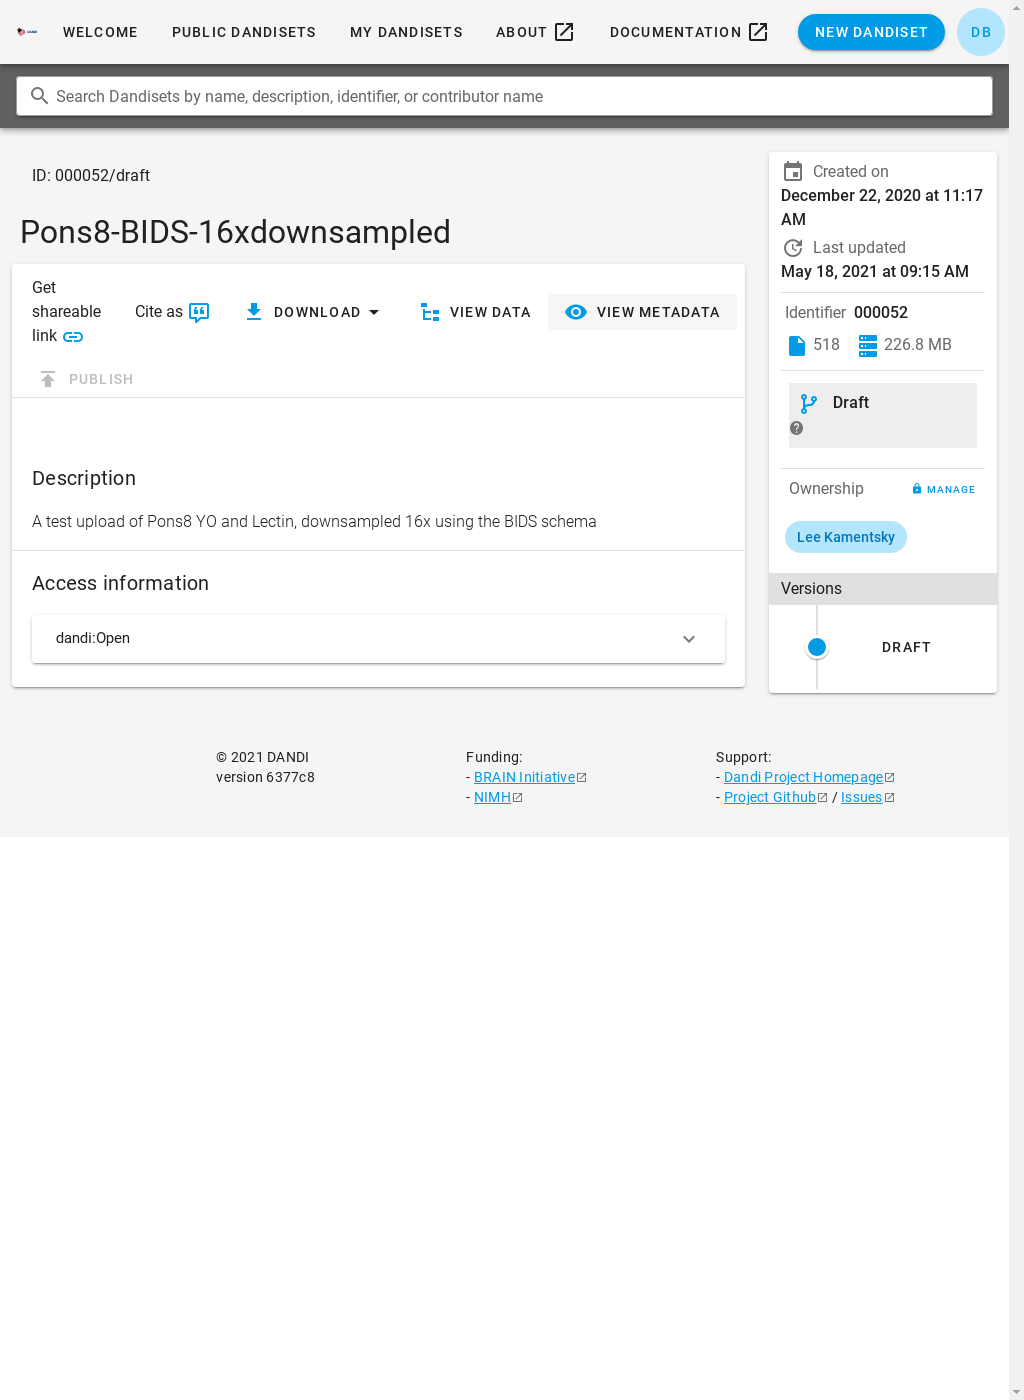 WELCOME PUBLIC DANDISETS MY DANDISETS ABOUT DOCUMENTATION NEW DANDISET DB
Search Dandisets by name, description, identifier, or contributor name
ID: 000052/draft
Pons8-BIDS-16xdownsampled
Get
shareable
link
Cite as
DOWNLOAD
VIEW DATA
VIEW METADATA
PUBLISH
Description
A test upload of Pons8 YO and Lectin, downsampled 16x using the BIDS schema
Access information
dandi:Open
Created on
December 22, 2020 at 11:17
AM
Last updated
May 18, 2021 at 09:15 AM
Identifier 000052
518 226.8 MB
Draft
Ownership MANAGE
Lee Kamentsky
Versions
DRAFT
© 2021 DANDI
version 6377c8
Funding:
- BRAIN Initiative
- NIMH
Support:
- Dandi Project Homepage
- Project Github / Issues